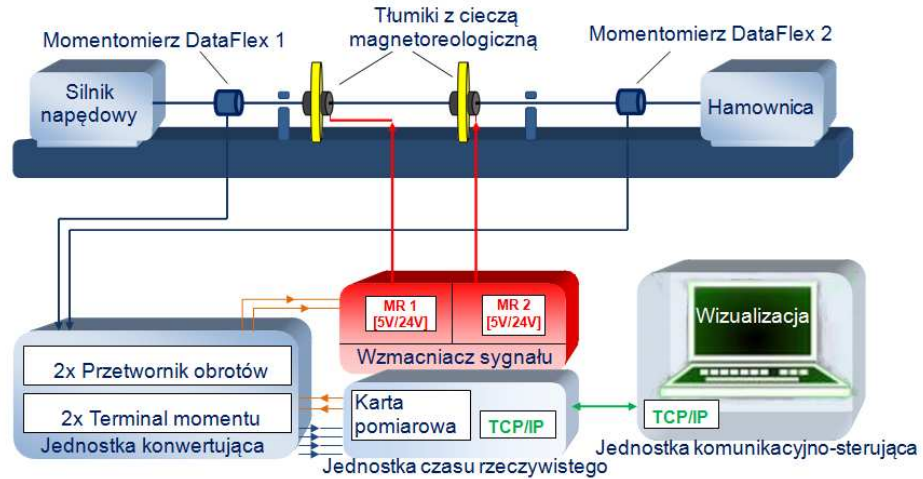 Tłumiki z cieczą
magnetoreologiczną
Momentomierz DataFlex 1
Momentomierz DataFlex 2
Silnik
napędowy
Hamownica
MR 1
[5V/24V]
MR 2
[5V/24V]
Wzmacniacz sygnału
Wizualizacja
2x Przetwornik obrotów
2x Terminal momentu
Jednostka konwertująca
Karta
pomiarowa
TCP/IP
Jednostka czasu rzeczywistego
TCP/IP
Jednostka komunikacyjno-sterująca